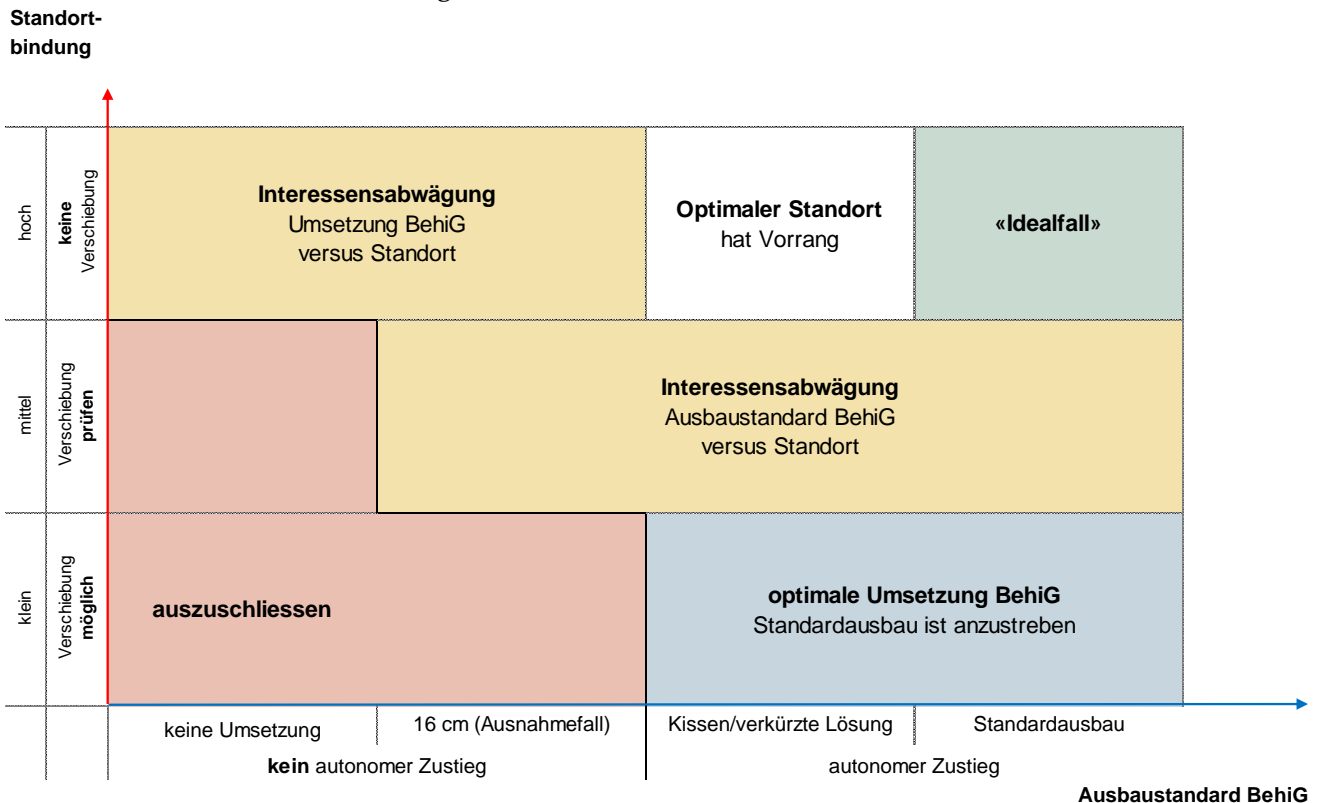 Standort-
bindung
hoch
keine
Verschiebung
Interessensabwägung
Umsetzung BehiG
versus Standort
Optimaler Standort
hat Vorrang
«Idealfall»
mittel
Verschiebung
prüfen
Interessensabwägung
Ausbaustandard BehiG
versus Standort
klein
Verschiebung
möglich
auszuschliessen
optimale Umsetzung BehiG
Standardausbau ist anzustreben
keine Umsetzung
16 cm (Ausnahmefall)
Kissen/verkürzte Lösung
Standardausbau
kein autonomer Zustieg
autonomer Zustieg
Ausbaustandard BehiG